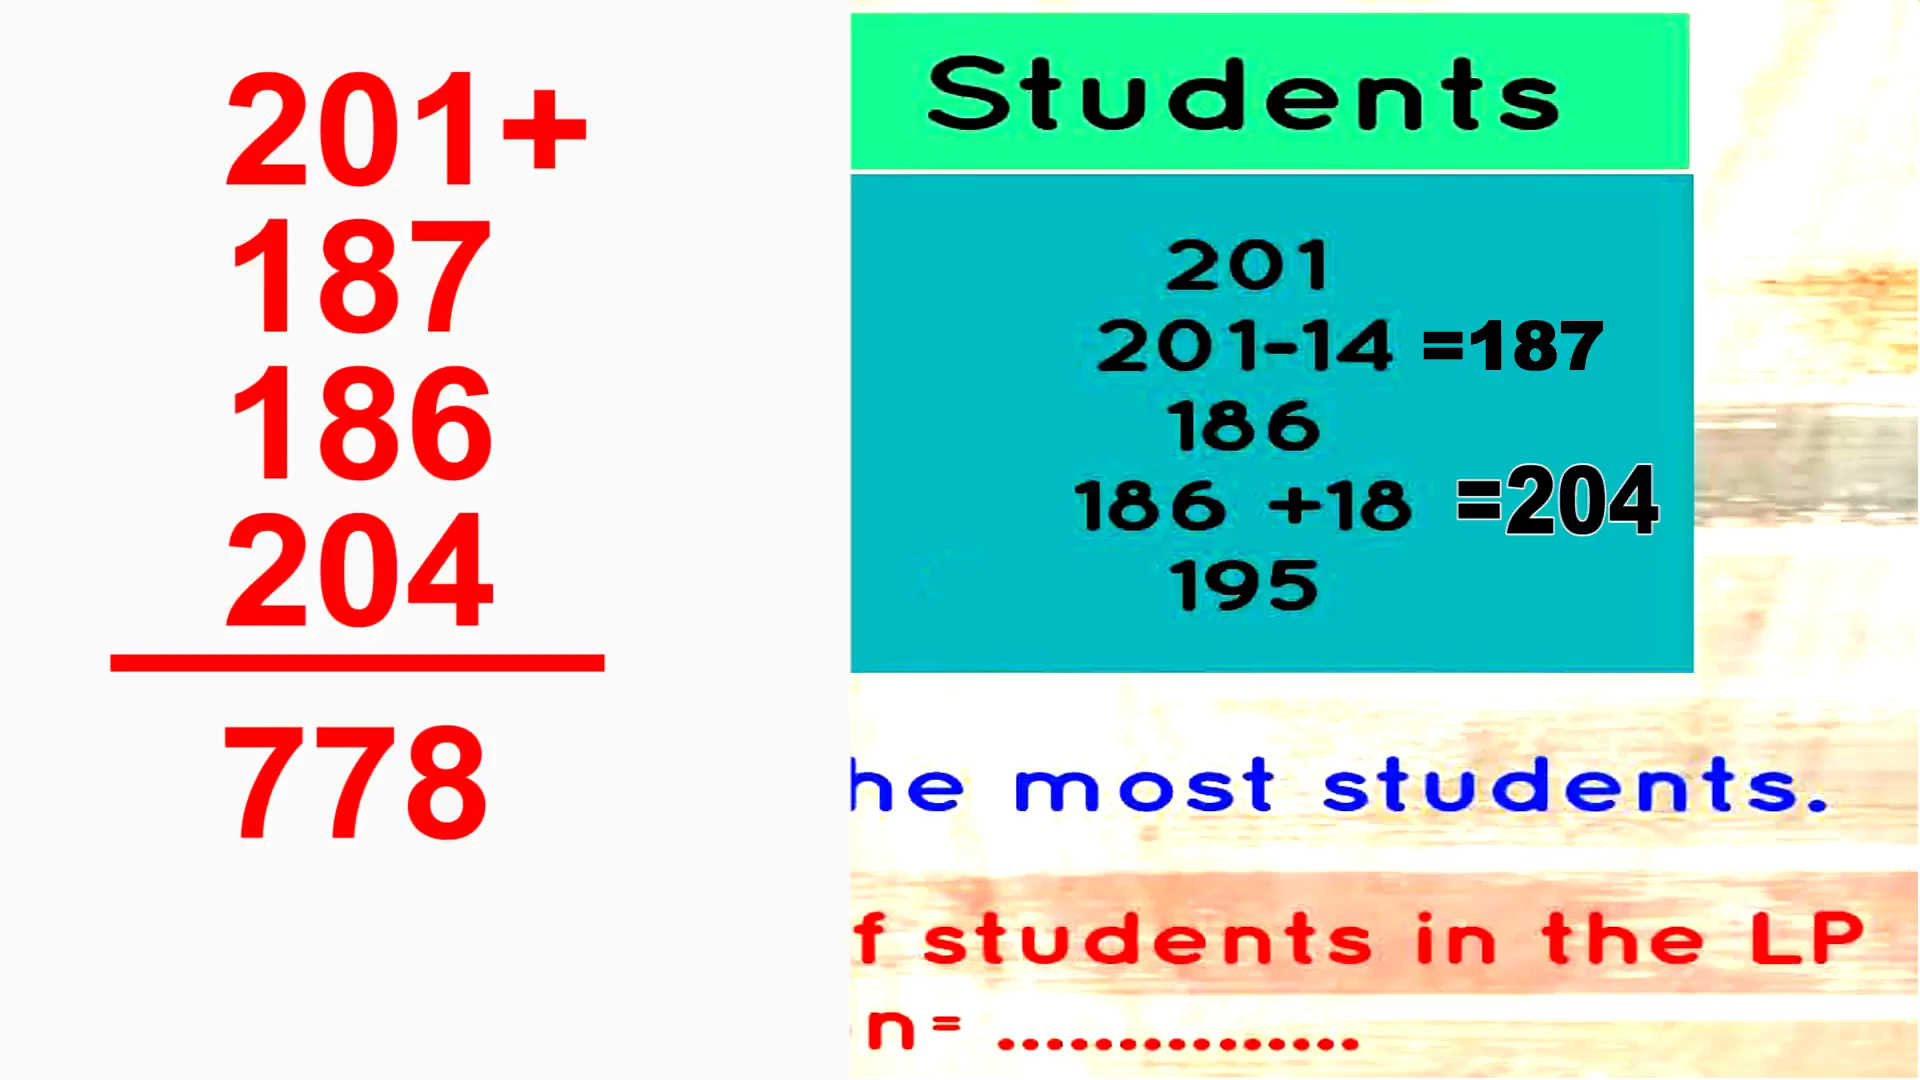 201+
187
186
204
778
Students
201
201-14 =187
186
186 +18 =204
195
he most students.
f students in the LP
n= ...............